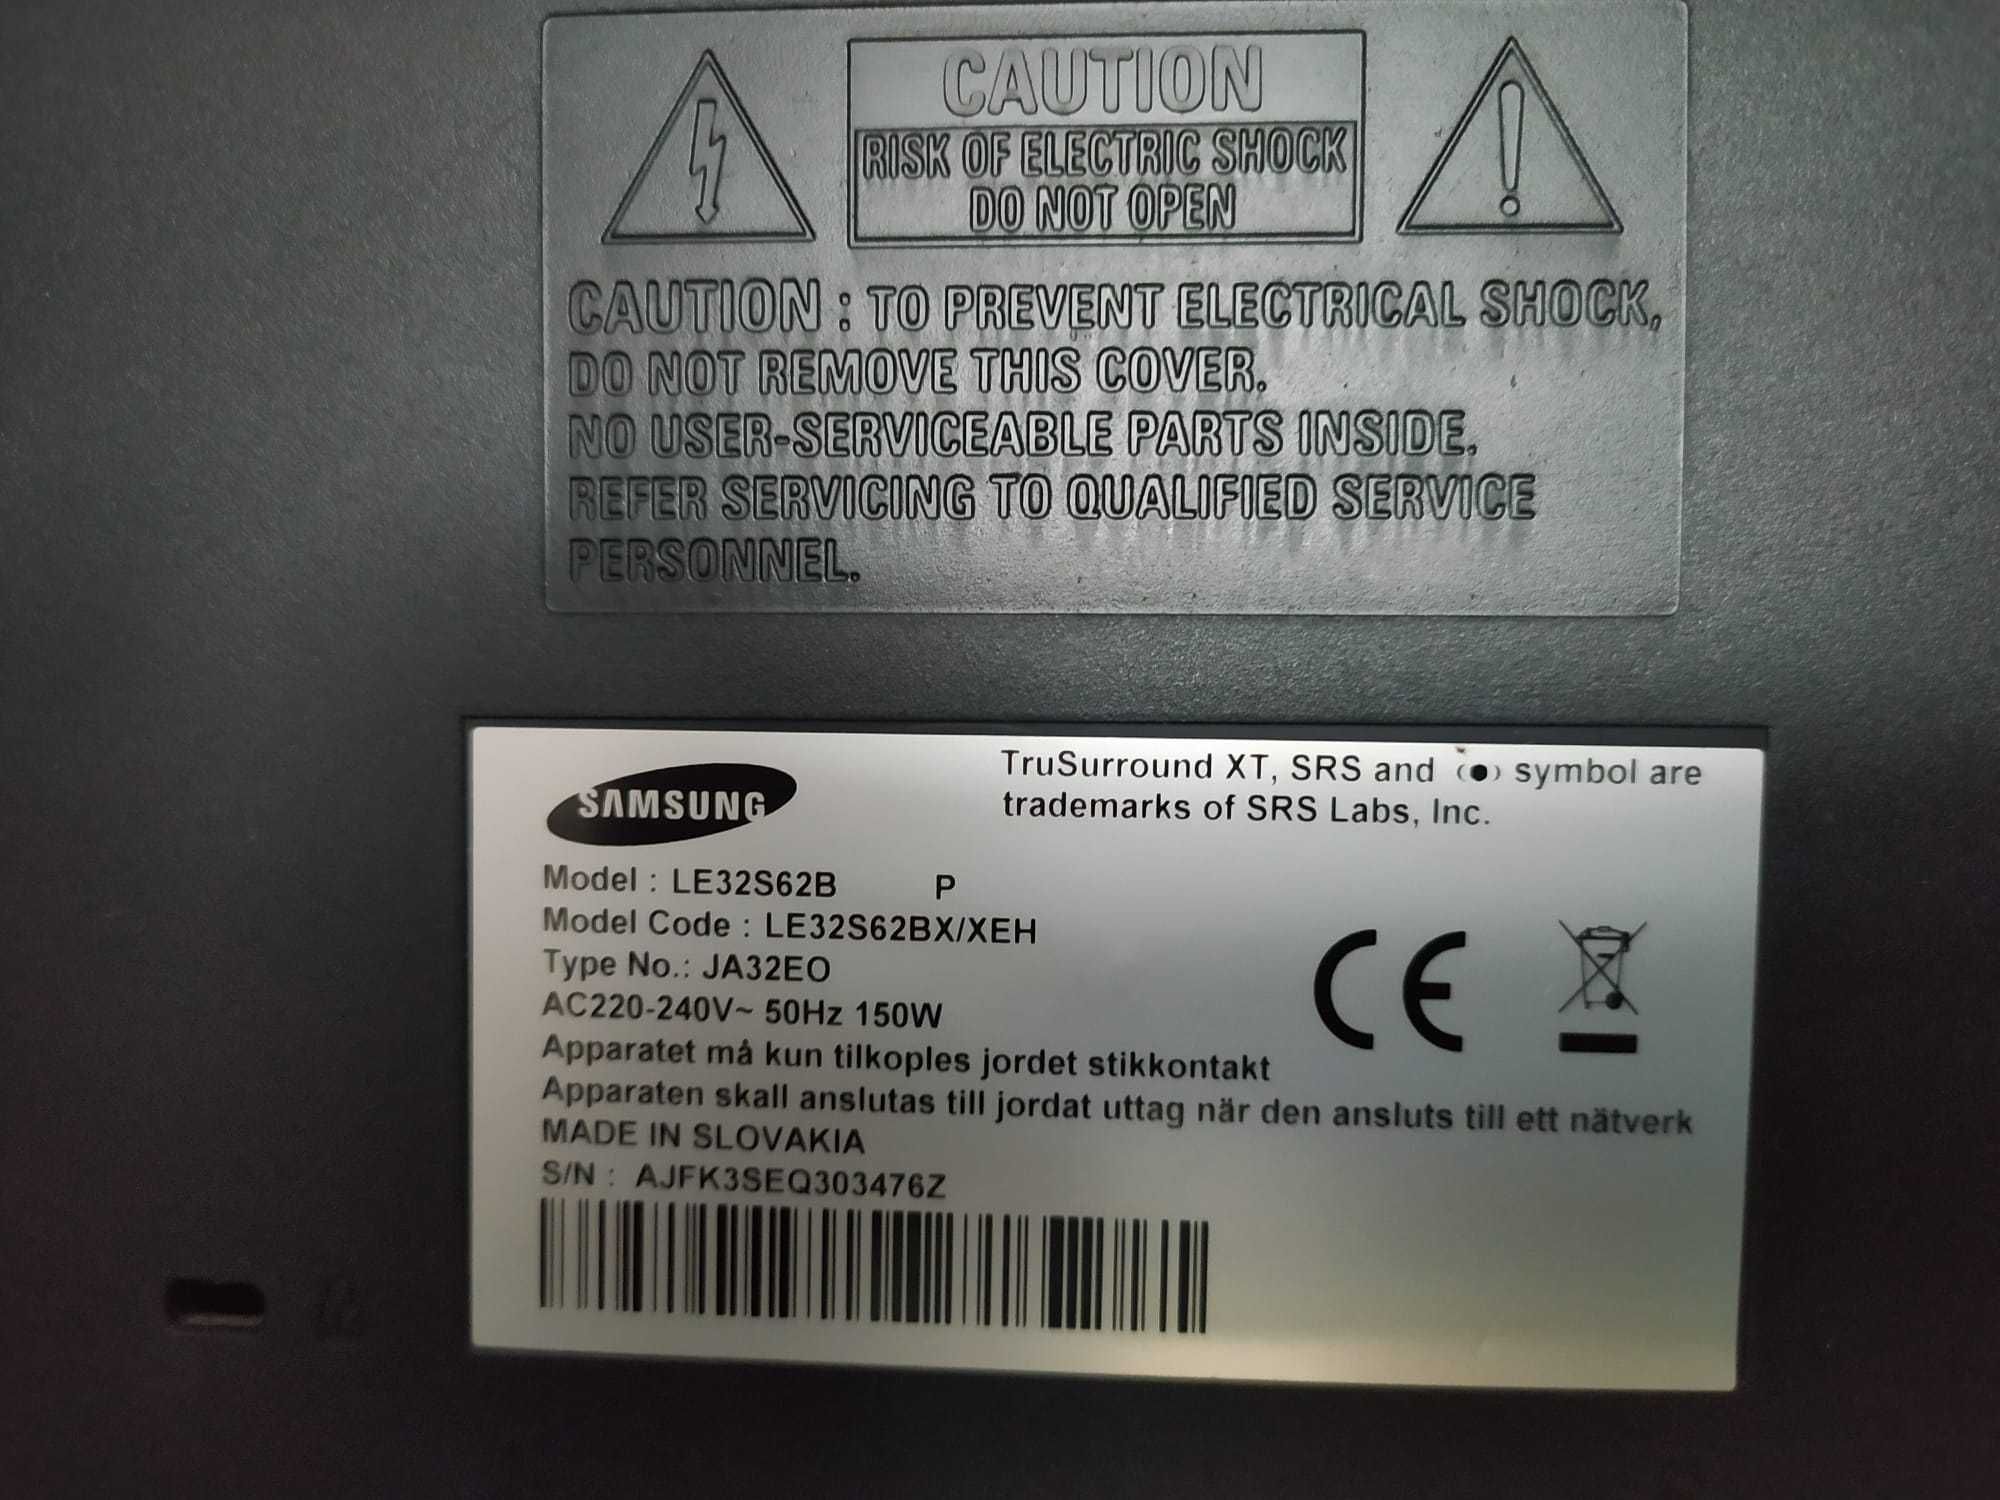 CAUTION
RISK OF ELECTRIC SHOCK
DO NOT OPEN
CAUTION : TO PREVENT ELECTRICAL SHOCK,
DO NOT REMOVE THIS COVER.
NO USER-SERVICEABLE PARTS INSIDE.
REFER SERVICING TO QUALIFIED SERVICE
PERSONNEL.
SAMSUNG
TruSurround XT, SRS and (●) symbol are
trademarks of SRS Labs, Inc.
Model : LE32S62B P
Model Code : LE32S62BX/XEH
Type No.: JA32EO
AC220-240V~ 50Hz 150W
Apparatet må kun tilkoples jordet stikkontakt
Apparaten skall anslutas till jordat uttag när den ansluts till ett nätverk
MADE IN SLOVAKIA
S/N : AJFK3SEQ303476Z
CE